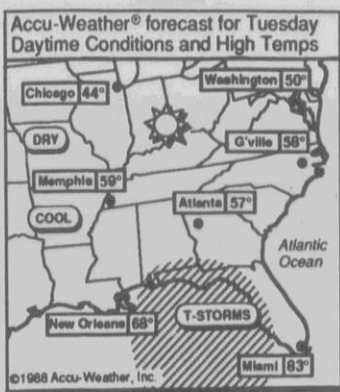 Accu-Weather® forecast for Tuesday
Daytime Conditions and High Temps
Washington 50°
Chicago 44°
DRY
G'ville 58°
Memphis 59°
Atlanta 57°
COOL
Atlantic
Ocean
T-STORMS
New Orleans 68°
Miami 83°
©1988 Accu-Weather, Inc.